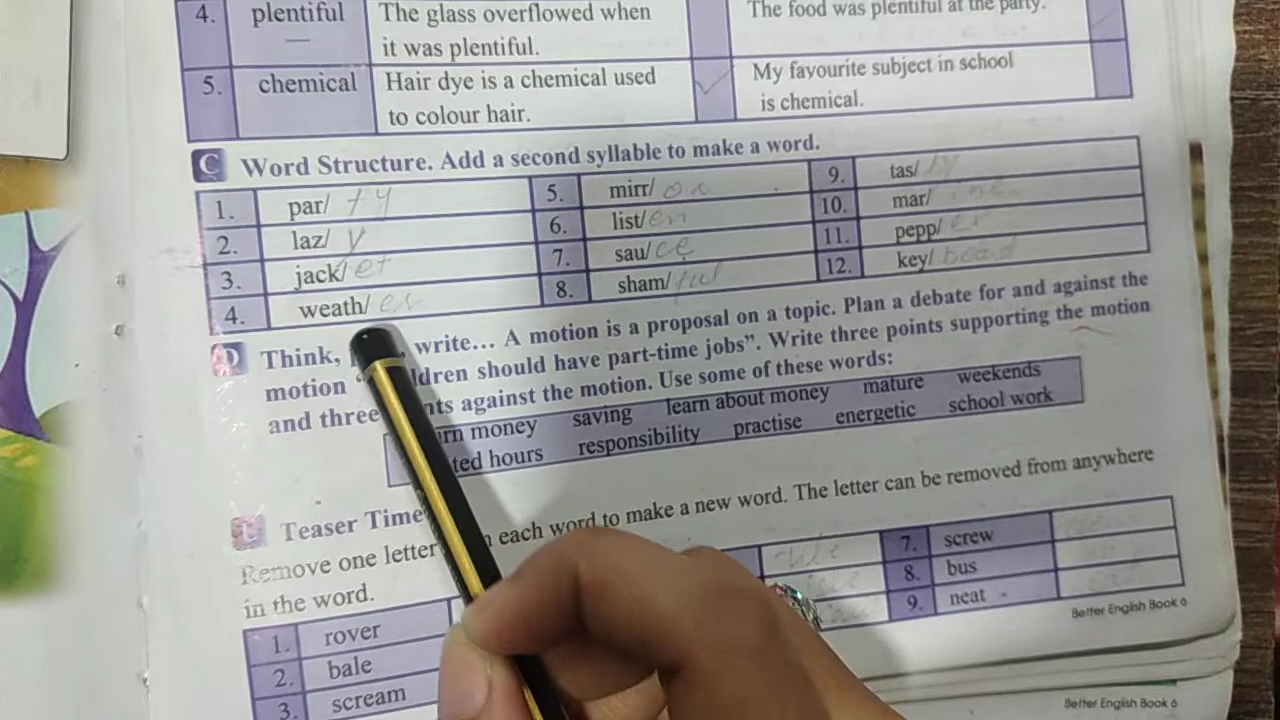 4. plentiful The glass overflowed when it was plentiful. The food was plentiful at the party.
5. chemical Hair dye is a chemical used to colour hair. My favourite subject in school is chemical.
C Word Structure. Add a second syllable to make a word.
1. par/ ty 5. mirr/ or 9. tas/ ty
2. laz/ y 6. list/ en 10. mar/
3. jack/ et 7. sau/ ce 11. pepp/ er
4. weath/ er 8. sham/ ful 12. key/
D Think, write... A motion is a proposal on a topic. Plan a debate for and against the
motion should have part-time jobs". Write three points supporting the motion
and three against the motion. Use some of these words:
money saving learn about money mature weekends
hours responsibility practise energetic school work
Teaser Time
Remove one letter each word to make a new word. The letter can be removed from anywhere
in the word.
1. rover 7. screw
2. bale 8. bus
3. scream 9. neat
Better English Book 6
Better English Book 6